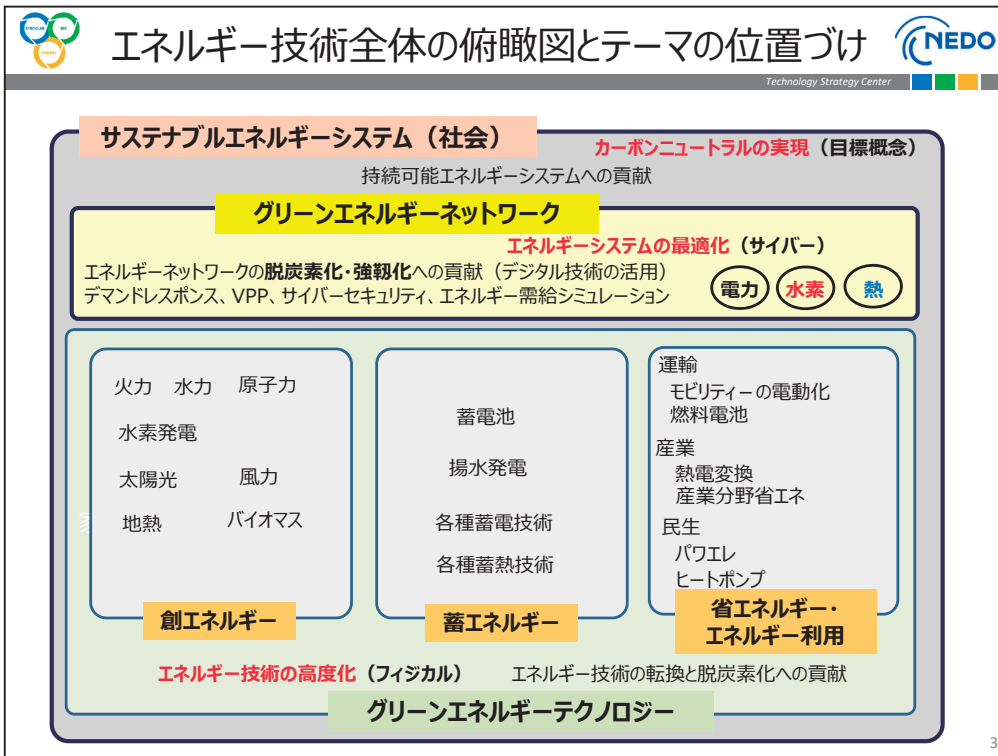 CIRCULAR
BIO
ENERGY
エネルギー技術全体の俯瞰図とテーマの位置づけ
NEDO
Technology Strategy Center
サステナブルエネルギーシステム（社会）
カーボンニュートラルの実現（目標概念）
持続可能エネルギーシステムへの貢献
グリーンエネルギーネットワーク
エネルギーシステムの最適化（サイバー）
エネルギーネットワークの脱炭素化・強靱化への貢献（デジタル技術の活用）
デマンドレスポンス、VPP、サイバーセキュリティ、エネルギー需給シミュレーション
電力 水素 熱
火力 水力 原子力
水素発電
太陽光 風力
地熱 バイオマス
創エネルギー
蓄電池
揚水発電
各種蓄電技術
各種蓄熱技術
蓄エネルギー
運輸
モビリティーの電動化
燃料電池
産業
熱電変換
産業分野省エネ
民生
パワエレ
ヒートポンプ
省エネルギー・
エネルギー利用
エネルギー技術の高度化（フィジカル） エネルギー技術の転換と脱炭素化への貢献
グリーンエネルギーテクノロジー
3